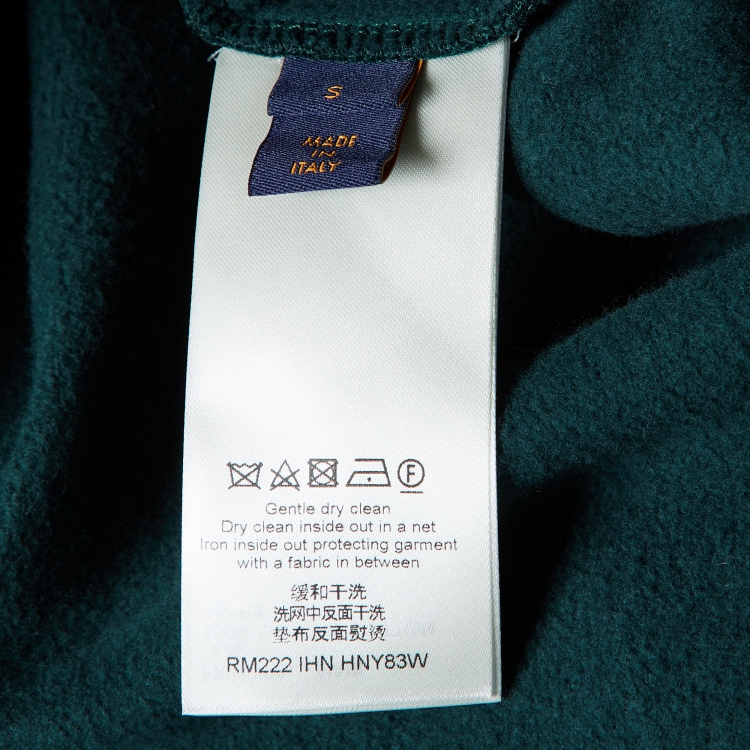 S
MADE
IN
ITALY
F
Gentle dry clean
Dry clean inside out in a net
Iron inside out protecting garment
with a fabric in between
缓和干洗
洗网中反面干洗
垫布反面熨烫
RM222 IHN HNY83W